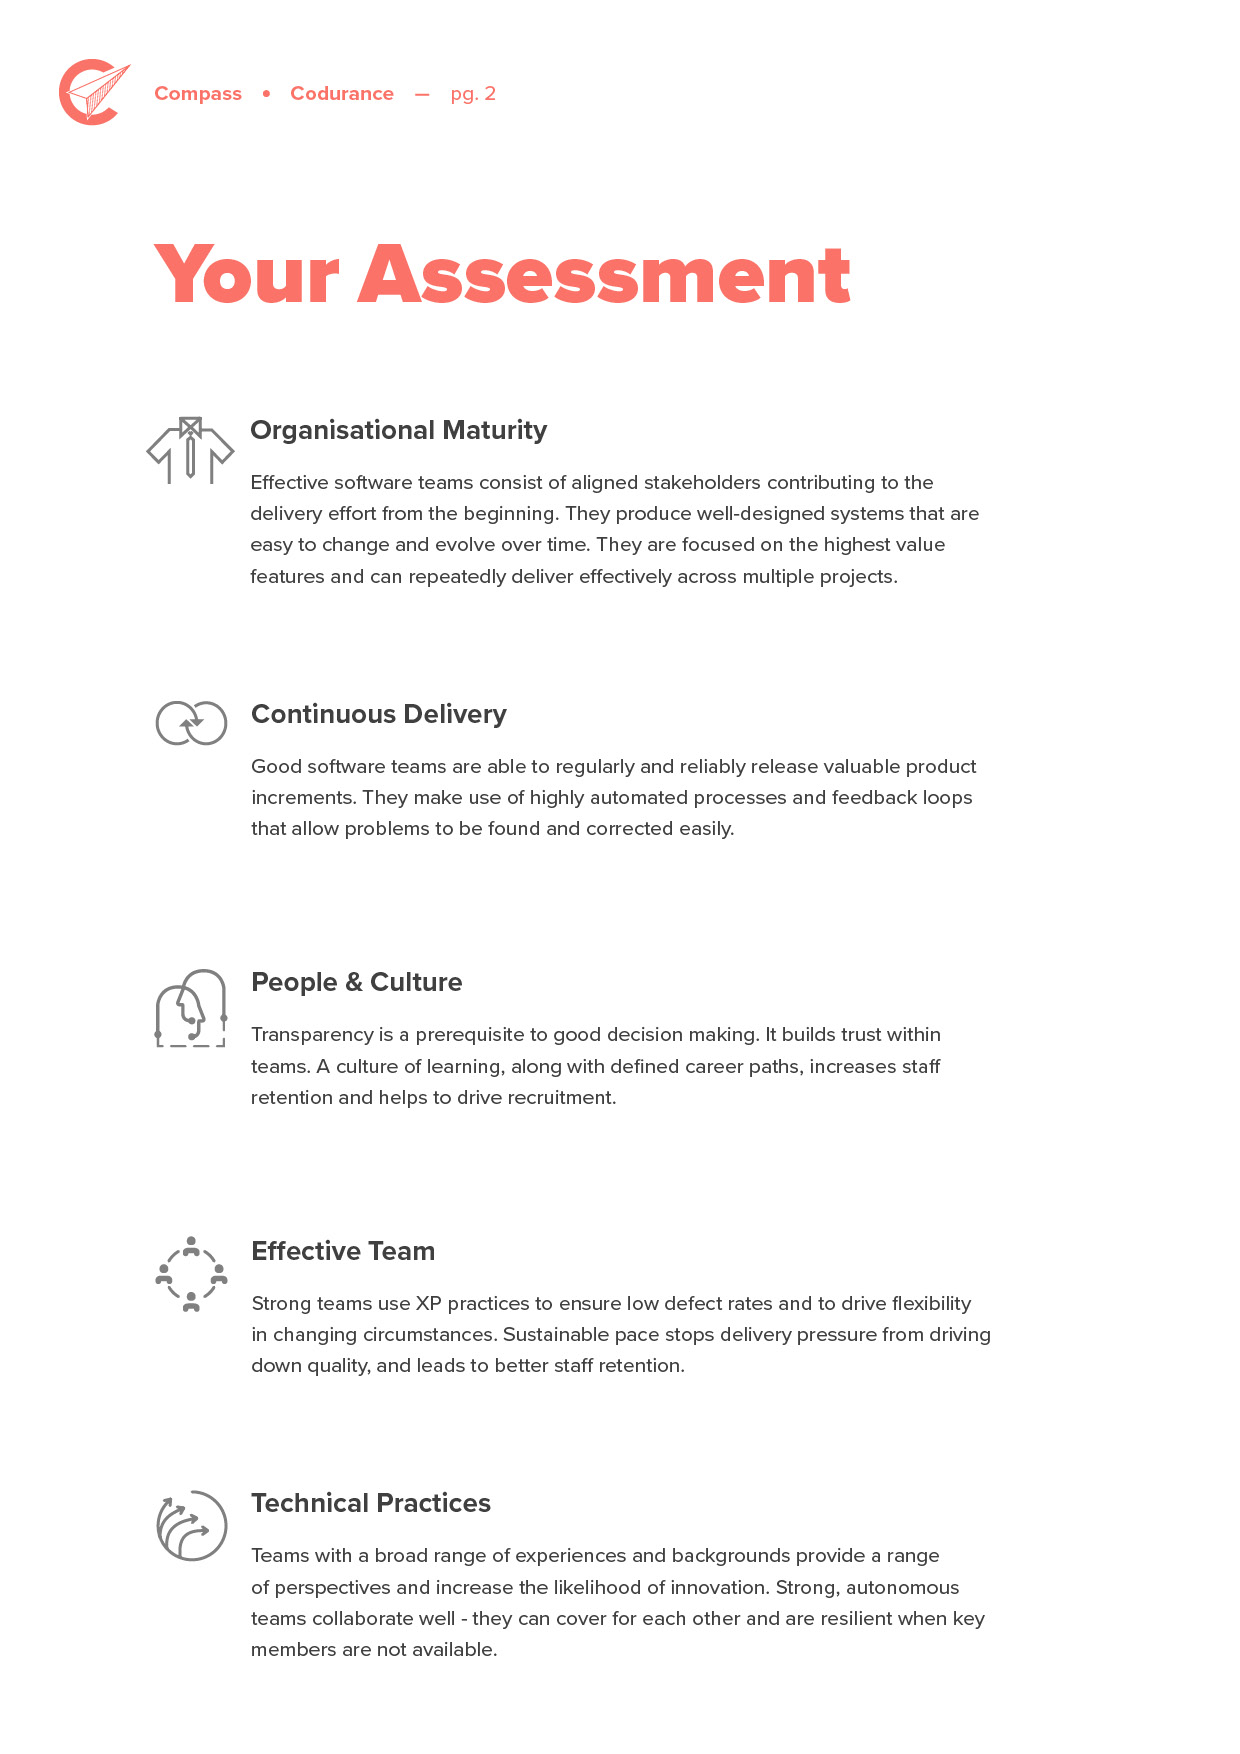 Compass • Codurance — pg. 2
Your Assessment
Organisational Maturity
Effective software teams consist of aligned stakeholders contributing to the
delivery effort from the beginning. They produce well-designed systems that are
easy to change and evolve over time. They are focused on the highest value
features and can repeatedly deliver effectively across multiple projects.
Continuous Delivery
Good software teams are able to regularly and reliably release valuable product
increments. They make use of highly automated processes and feedback loops
that allow problems to be found and corrected easily.
People & Culture
Transparency is a prerequisite to good decision making. It builds trust within
teams. A culture of learning, along with defined career paths, increases staff
retention and helps to drive recruitment.
Effective Team
Strong teams use XP practices to ensure low defect rates and to drive flexibility
in changing circumstances. Sustainable pace stops delivery pressure from driving
down quality, and leads to better staff retention.
Technical Practices
Teams with a broad range of experiences and backgrounds provide a range
of perspectives and increase the likelihood of innovation. Strong, autonomous
teams collaborate well - they can cover for each other and are resilient when key
members are not available.